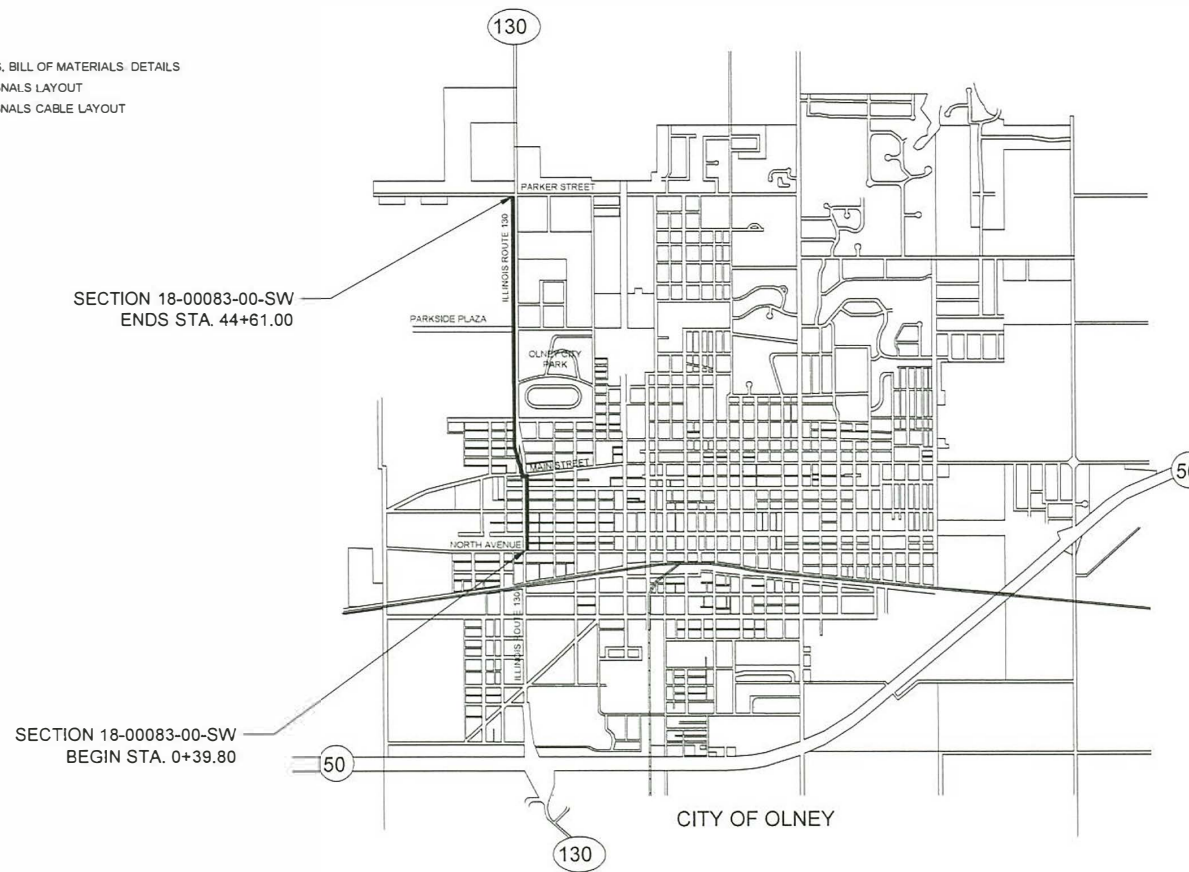 130
BILL OF MATERIALS DETAILS
LAYOUT
CABLE LAYOUT
PARKER STREET
ILLINOIS ROUTE 130
SECTION 18-00083-00-SW
ENDS STA. 44+61.00
PARKSIDE PLAZA
OLNEY CITY
PARK
MAIN STREET
50
NORTH AVENUE
ILLINOIS ROUTE 130
SECTION 18-00083-00-SW
BEGIN STA. 0+39.80
50
CITY OF OLNEY
130